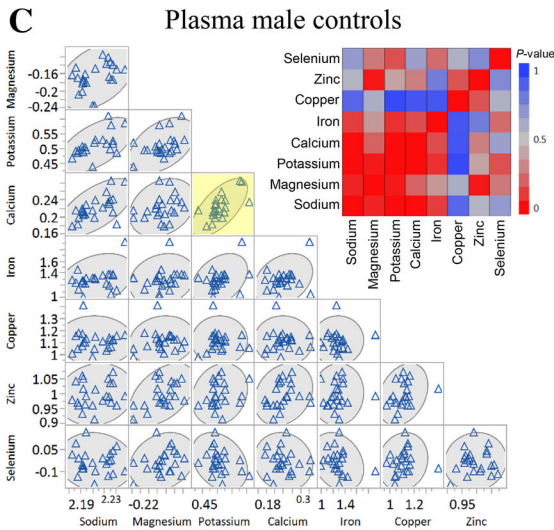 C
Plasma male controls
P-value
1
0.5
0
Selenium
Zinc
Copper
Iron
Calcium
Potassium
Magnesium
Sodium
Sodium
Magnesium
Potassium
Calcium
Iron
Copper
Zinc
Selenium
Magnesium
-0.16
-0.2
-0.24
Potassium
0.55
0.5
0.45
Calcium
0.24
0.2
0.16
Iron
1.6
1.4
1
Copper
1.3
1.2
1.1
1
Zinc
1.05
1
0.95
0.9
Selenium
0.05
-0.1
2.19 2.23 -0.22 0.45 0.18 0.3 1 1.4 1 1.2 0.95
Sodium Magnesium Potassium Calcium Iron Copper Zinc